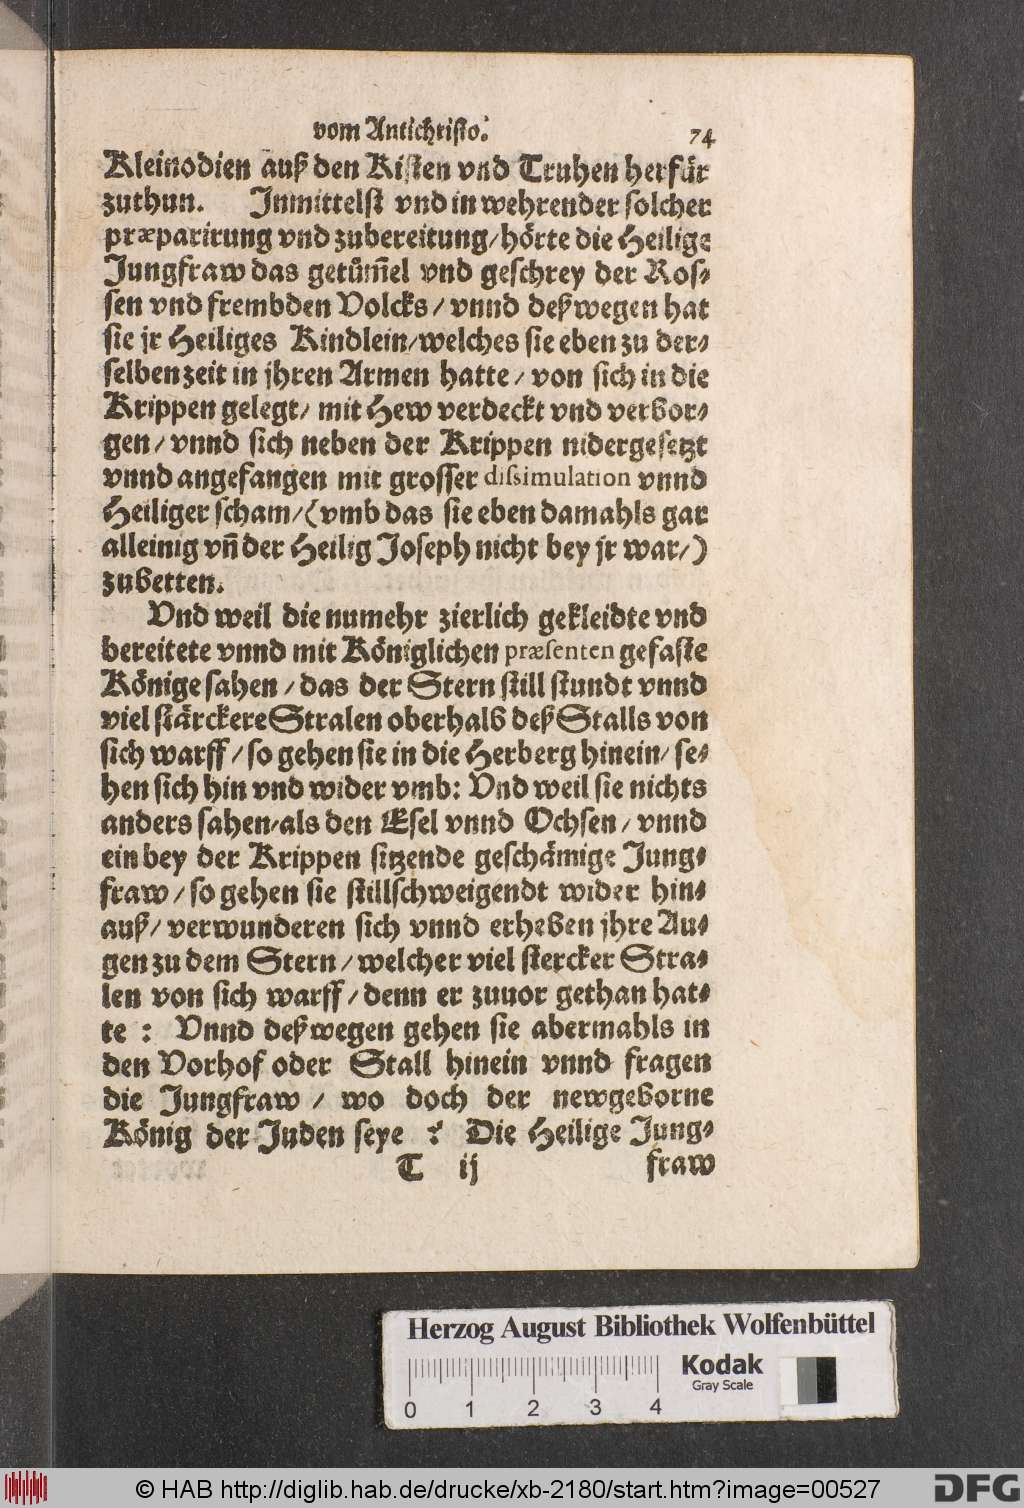 vom Antichristo.
74
Kleinodien auß den Kisten vnd Truhen herfür
zuthun. Inmittelst vnd in wehrender solcher
præparirung vnd zubereitung/hörte die Heilige
Jungfraw das getüm̄el vnd geschrey der Ros-
sen vnd frembden Volcks/ vnnd deßwegen hat
sie jr Heiliges Kindlein/welches sie eben zu der-
selben zeit in jhren Armen hatte/ von sich in die
Krippen gelegt/ mit Hew verdeckt vnd verbor-
gen/ vnnd sich neben der Krippen nidergesetzt
vnnd angefangen mit grosser dissimulation vnnd
Heiliger scham/(vmb das sie eben damahls gar
alleinig vn̄ der Heilig Joseph nicht bey jr war/)
zubetten.
Vnd weil die numehr zierlich gekleidte vnd
bereitete vnnd mit Königlichen præsenten gefaste
Könige sahen/das der Stern still stundt vnnd
viel stärckere Stralen oberhalb deß Stalls von
sich warff/so gehen sie in die Herberg hinein/se-
hen sich hin vnd wider vmb: Vnd weil sie nichts
anders sahen/als den Esel vnnd Ochsen/ vnnd
ein bey der Krippen sitzende geschämige Jung-
fraw/so gehen sie stillschweigendt wider hin-
auß/ verwunderen sich vnnd erheben jhre Au-
gen zu dem Stern/welcher viel stercker Stra-
len von sich warff/denn er zuuor gethan hat-
te: Vnnd deßwegen gehen sie abermahls in
den Vorhof oder Stall hinein vnnd fragen
die Jungfraw/ wo doch der newgeborne
König der Juden seye? Die Heilige Jung-
T ij
fraw
Herzog August Bibliothek Wolfenbüttel
0 1 2 3 4
Kodak
Gray Scale
© HAB http://diglib.hab.de/drucke/xb-2180/start.htm?image=00527
DFG